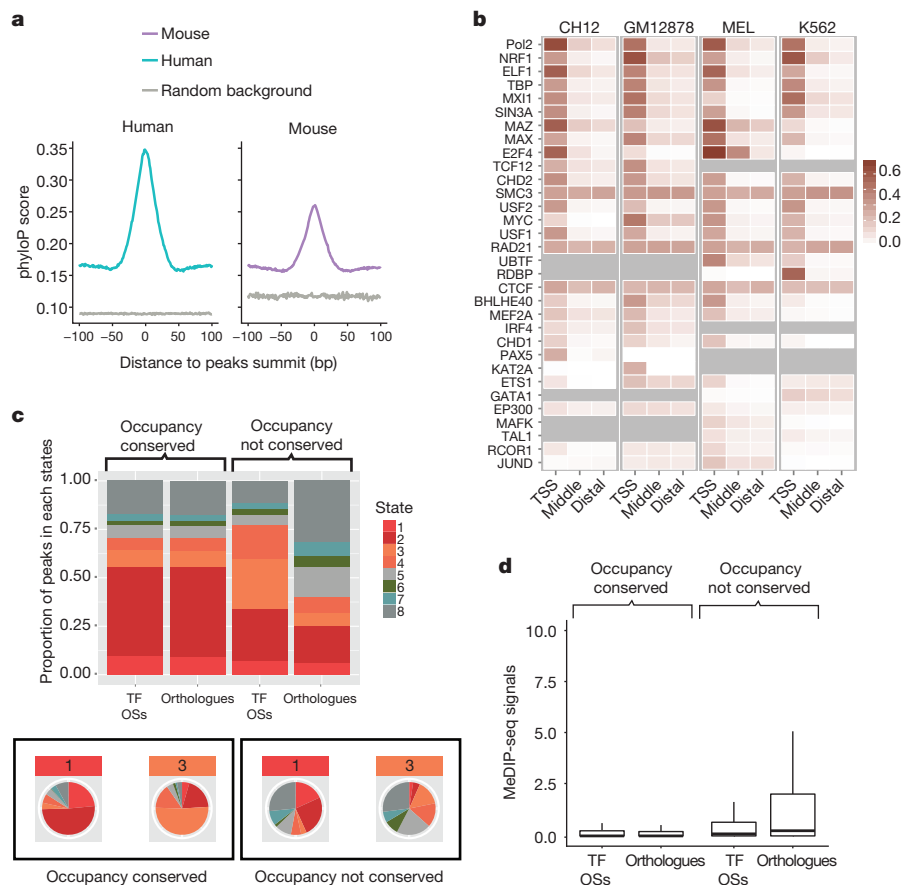 a
Mouse
Human
Random background
Human
Mouse
phyloP score
0.35
0.30
0.25
0.20
0.15
0.10
−100 −50 0 50 100
−100 −50 0 50 100
Distance to peaks summit (bp)
b
CH12 GM12878 MEL K562
Pol2
NRF1
ELF1
TBP
MXI1
SIN3A
MAZ
MAX
E2F4
TCF12
CHD2
SMC3
USF2
MYC
USF1
RAD21
UBTF
RDBP
CTCF
BHLHE40
MEF2A
IRF4
CHD1
PAX5
KAT2A
ETS1
GATA1
EP300
MAFK
TAL1
RCOR1
JUND
TSS Middle Distal TSS Middle Distal TSS Middle Distal TSS Middle Distal
0.6
0.4
0.2
0.0
c
Occupancy conserved
Occupancy not conserved
Proportion of peaks in each states
1.00
0.75
0.50
0.25
0.00
TF OSs
Orthologues
TF OSs
Orthologues
State
1
2
3
4
5
6
7
8
1 3
1 3
Occupancy conserved
Occupancy not conserved
d
Occupancy conserved
Occupancy not conserved
MeDIP-seq signals
10.0
7.5
5.0
2.5
0.0
TF OSs
Orthologues
TF OSs
Orthologues